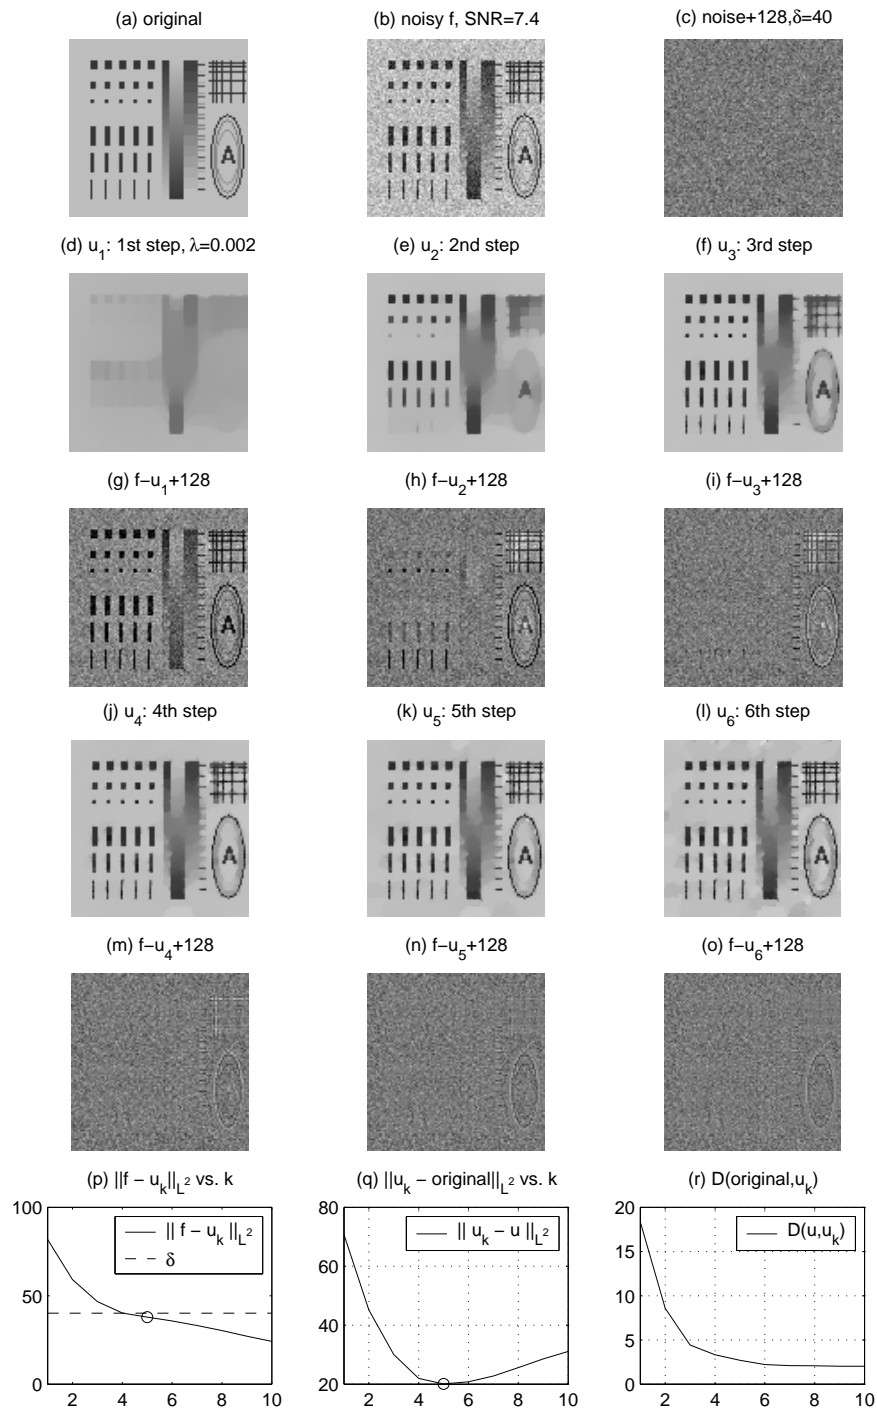 (a) original
(b) noisy f, SNR=7.4
(c) noise+128,δ=40
A
A
(d) u₁: 1st step, λ=0.002
(e) u₂: 2nd step
(f) u₃: 3rd step
A
A
(g) f−u₁+128
(h) f−u₂+128
(i) f−u₃+128
A
A
A
(j) u₄: 4th step
(k) u₅: 5th step
(l) u₆: 6th step
A
A
A
(m) f−u₄+128
(n) f−u₅+128
(o) f−u₆+128
(p) ||f − uₖ||_L² vs. k
(q) ||uₖ − original||_L² vs. k
(r) D(original,uₖ)
100
50
0
2 4 6 8 10
|| f − uₖ ||_L²
δ
80
60
40
20
2 4 6 8 10
|| uₖ − u ||_L²
20
15
10
5
0
2 4 6 8 10
D(u,uₖ)